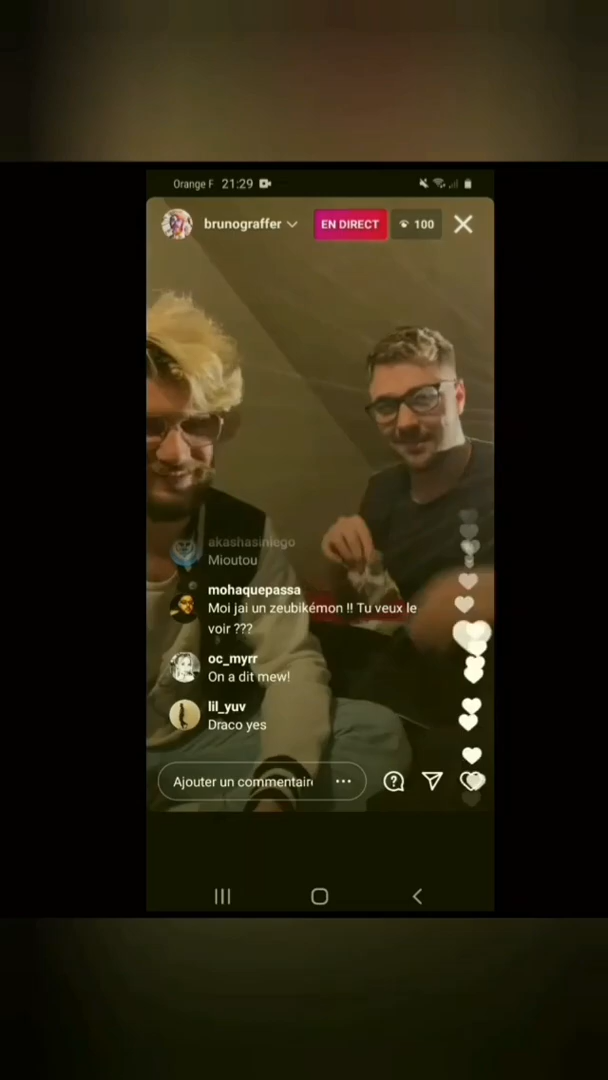 Orange F 21:29
brunograffer EN DIRECT 100
akashasiniego
Mioutou
mohaquepassa
Moi jai un zeubikémon !! Tu veux le
voir ???
oc_myrr
On a dit mew!
lil_yuv
Draco yes
Ajouter un commentair